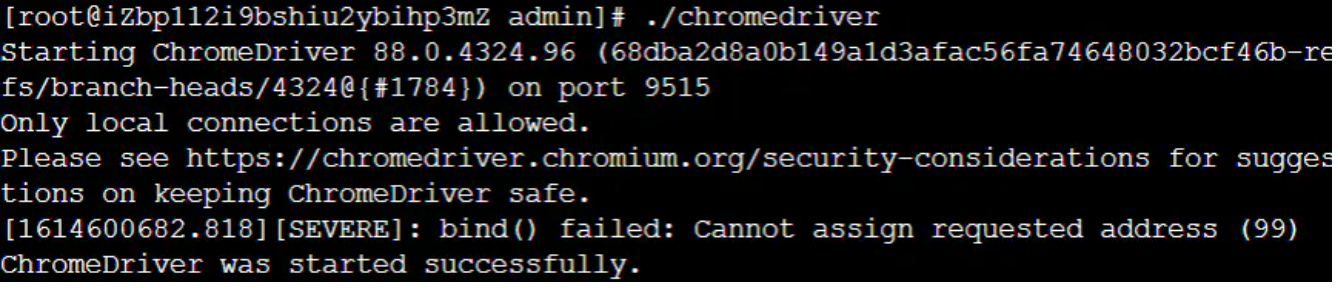 [root@iZbp112i9bshiu2ybihp3mZ admin]# ./chromedriver
Starting ChromeDriver 88.0.4324.96 (68dba2d8a0b149a1d3afac56fa74648032bcf46b-re
fs/branch-heads/4324@{#1784}) on port 9515
Only local connections are allowed.
Please see https://chromedriver.chromium.org/security-considerations for sugges
tions on keeping ChromeDriver safe.
[1614600682.818][SEVERE]: bind() failed: Cannot assign requested address (99)
ChromeDriver was started successfully.